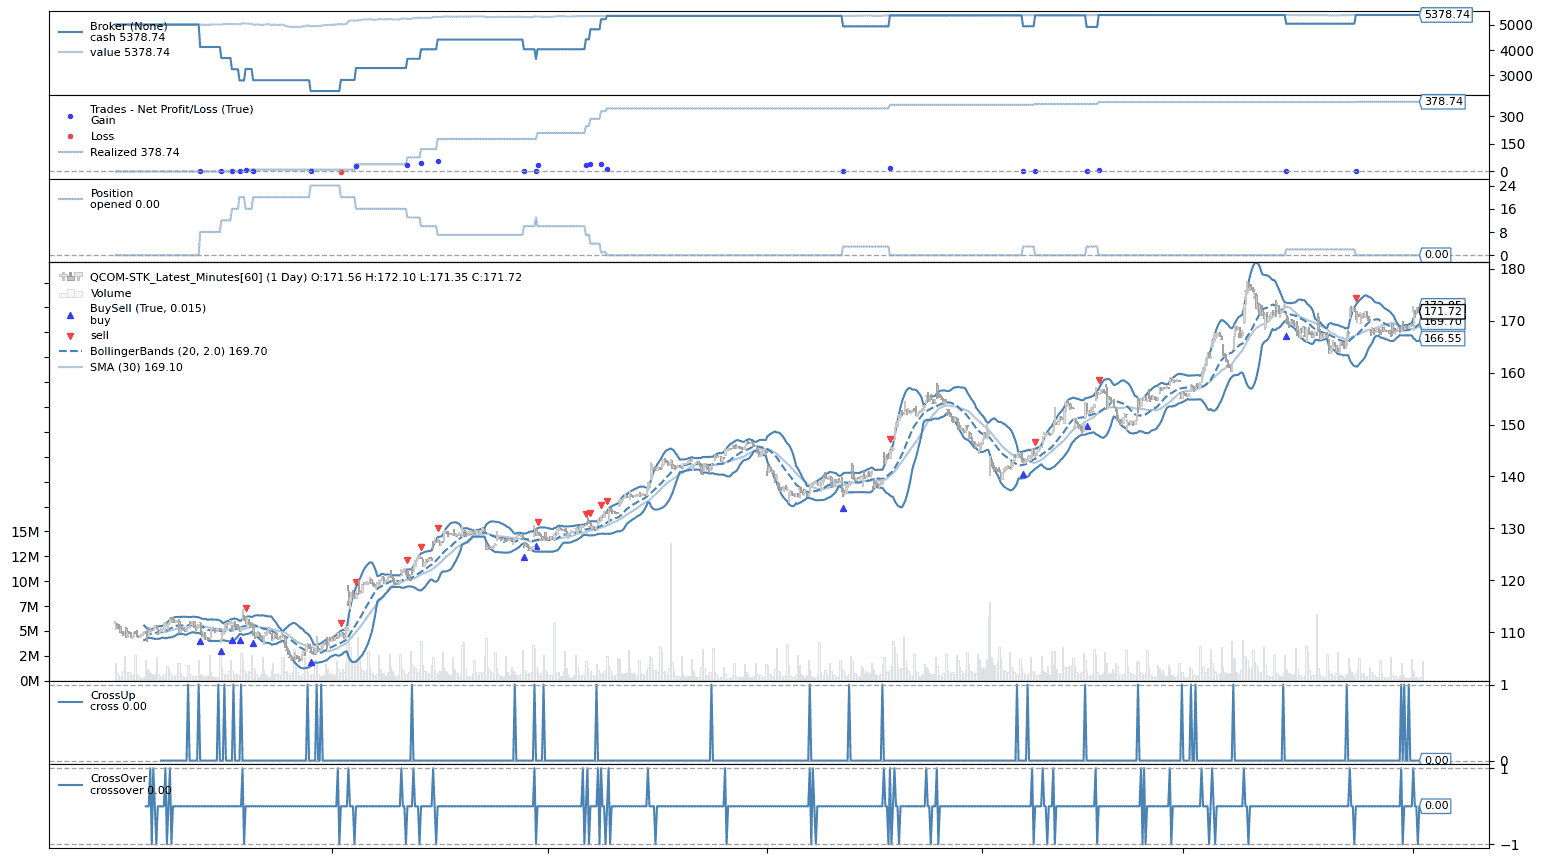 Broker (None)
cash 5378.74
value 5378.74
5378.74
5000
4000
3000
Trades - Net Profit/Loss (True)
Gain
Loss
Realized 378.74
378.74
300
150
0
Position
opened 0.00
24
16
8
0.00
0
QCOM-STK_Latest_Minutes[60] (1 Day) O:171.56 H:172.10 L:171.35 C:171.72
Volume
BuySell (True, 0.015)
buy
sell
BollingerBands (20, 2.0) 169.70
SMA (30) 169.10
180
171.72
169.70
166.55
170
160
150
140
130
120
110
15M
12M
10M
7M
5M
2M
0M
CrossUp
cross 0.00
1
0.00
0
CrossOver
crossover 0.00
1
0.00
−1